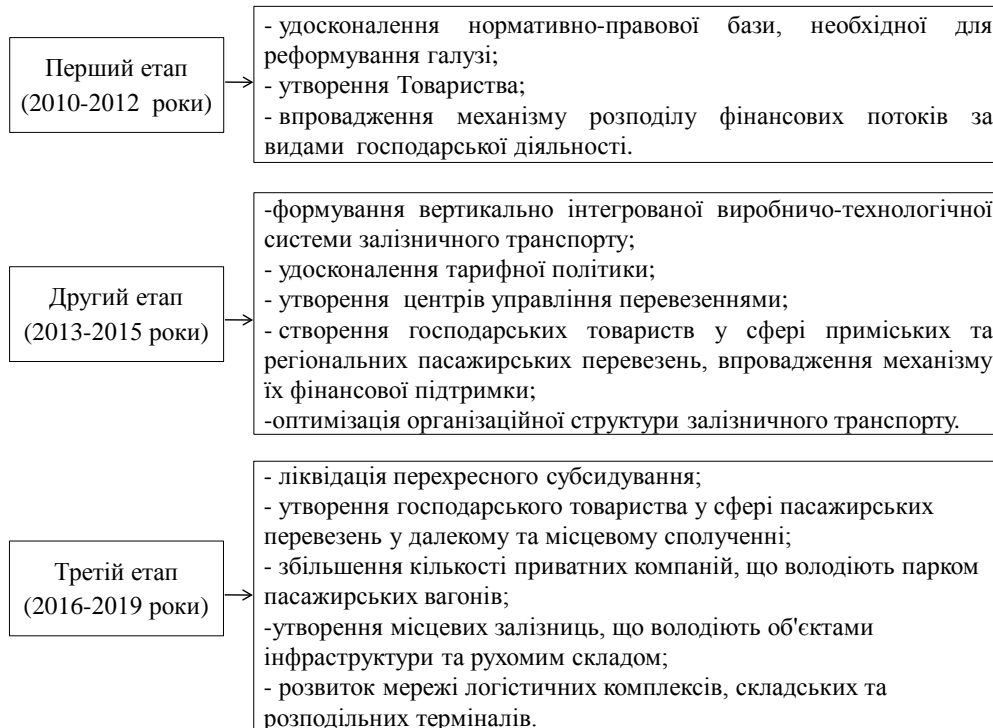 Перший етап
(2010-2012 роки)
- удосконалення нормативно-правової бази, необхідної для
реформування галузі;
- утворення Товариства;
- впровадження механізму розподілу фінансових потоків за
видами господарської діяльності.
Другий етап
(2013-2015 роки)
-формування вертикально інтегрованої виробничо-технологічної
системи залізничного транспорту;
- удосконалення тарифної політики;
- утворення центрів управління перевезеннями;
- створення господарських товариств у сфері приміських та
регіональних пасажирських перевезень, впровадження механізму
їх фінансової підтримки;
-оптимізація організаційної структури залізничного транспорту.
Третій етап
(2016-2019 роки)
- ліквідація перехресного субсидування;
- утворення господарського товариства у сфері пасажирських
перевезень у далекому та місцевому сполученні;
- збільшення кількості приватних компаній, що володіють парком
пасажирських вагонів;
-утворення місцевих залізниць, що володіють об'єктами
інфраструктури та рухомим складом;
- розвиток мережі логістичних комплексів, складських та
розподільних терміналів.